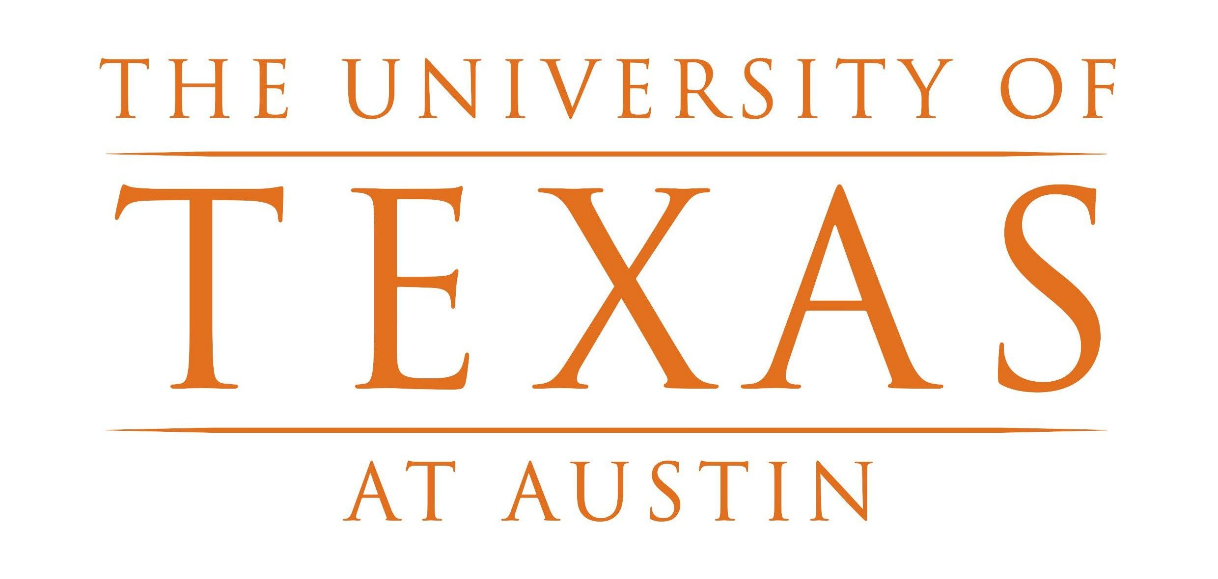 THE UNIVERSITY OF
TEXAS
AT AUSTIN